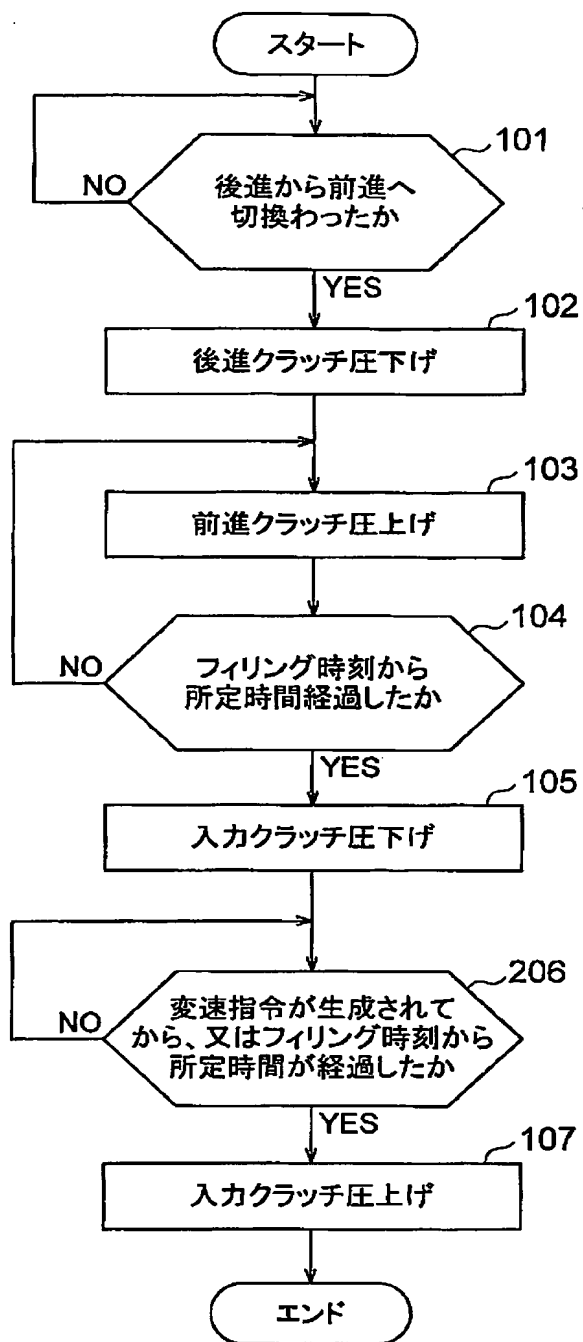 スタート
101
後進から前進へ
切換わったか
NO
YES
102
後進クラッチ圧下げ
103
前進クラッチ圧上げ
104
フィリング時刻から
所定時間経過したか
NO
YES
105
入力クラッチ圧下げ
206
変速指令が生成されて
から、又はフィリング時刻から
所定時間が経過したか
NO
YES
107
入力クラッチ圧上げ
エンド